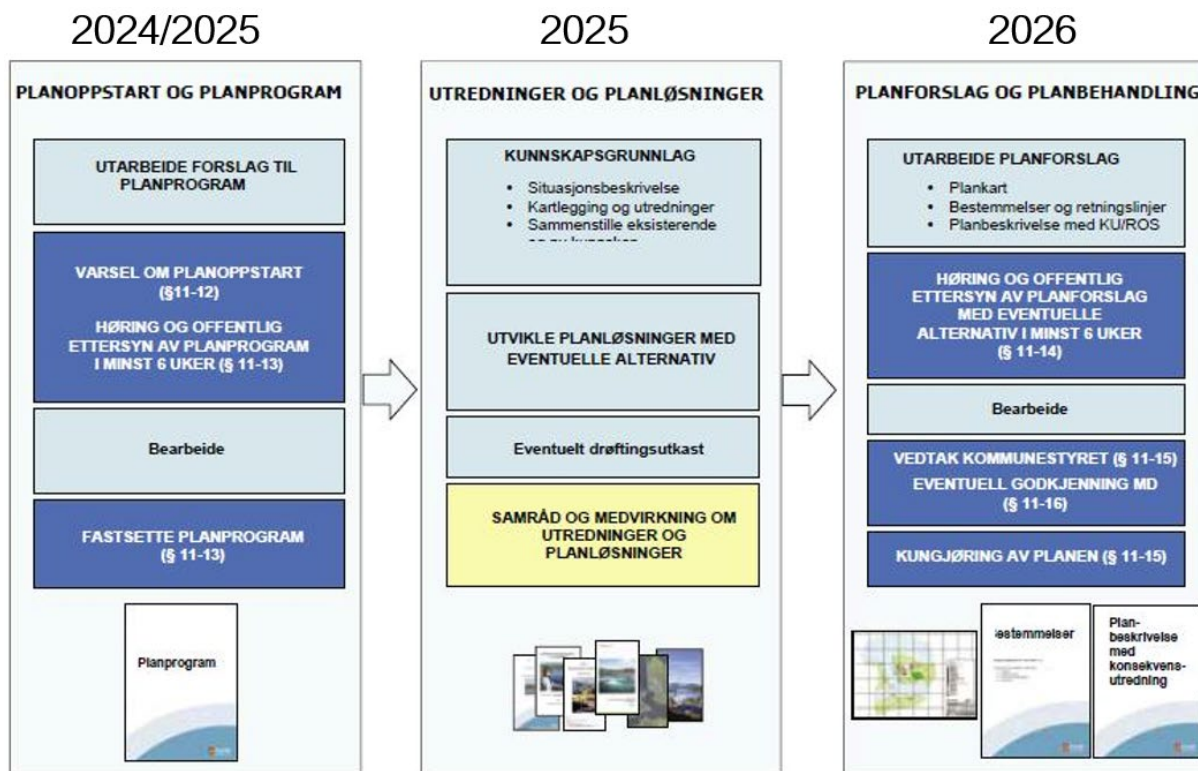 2024/2025
PLANOPPSTART OG PLANPROGRAM
UTARBEIDE FORSLAG TIL
PLANPROGRAM
VARSEL OM PLANOPPSTART
(§11-12)
HØRING OG OFFENTLIG
ETTERSYN AV PLANPROGRAM
I MINST 6 UKER (§ 11-13)
Bearbeide
FASTSETTE PLANPROGRAM
(§ 11-13)
Planprogram
2025
UTREDNINGER OG PLANLØSNINGER
KUNNSKAPSGRUNNLAG
• Situasjonsbeskrivelse
• Kartlegging og utredninger
• Sammenstille eksisterende
UTVIKLE PLANLØSNINGER MED
EVENTUELLE ALTERNATIV
Eventuelt drøftingsutkast
SAMRÅD OG MEDVIRKNING OM
UTREDNINGER OG
PLANLØSNINGER
2026
PLANFORSLAG OG PLANBEHANDLING
UTARBEIDE PLANFORSLAG
• Plankart
• Bestemmelser og retningslinjer
• Planbeskrivelse med KU/ROS
HØRING OG OFFENTLIG
ETTERSYN AV PLANFORSLAG
MED EVENTUELLE
ALTERNATIV I MINST 6 UKER
(§ 11-14)
Bearbeide
VEDTAK KOMMUNESTYRET (§ 11-15)
EVENTUELL GODKJENNING MD
(§ 11-16)
KUNGJØRING AV PLANEN (§ 11-15)
estemmelser
Plan-
beskrivelse
med
konsekvens-
utredning